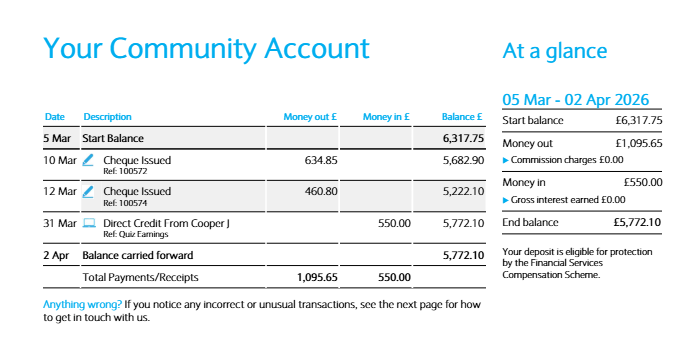 Your Community Account
Date Description Money out £ Money in £ Balance £
5 Mar Start Balance 6,317.75
10 Mar Cheque Issued 634.85 5,682.90
Ref: 100572
12 Mar Cheque Issued 460.80 5,222.10
Ref: 100574
31 Mar Direct Credit From Cooper J 550.00 5,772.10
Ref: Quiz Earnings
2 Apr Balance carried forward 5,772.10
Total Payments/Receipts 1,095.65 550.00
Anything wrong? If you notice any incorrect or unusual transactions, see the next page for how
to get in touch with us.
At a glance
05 Mar - 02 Apr 2026
Start balance £6,317.75
Money out £1,095.65
▶ Commission charges £0.00
Money in £550.00
▶ Gross interest earned £0.00
End balance £5,772.10
Your deposit is eligible for protection
by the Financial Services
Compensation Scheme.